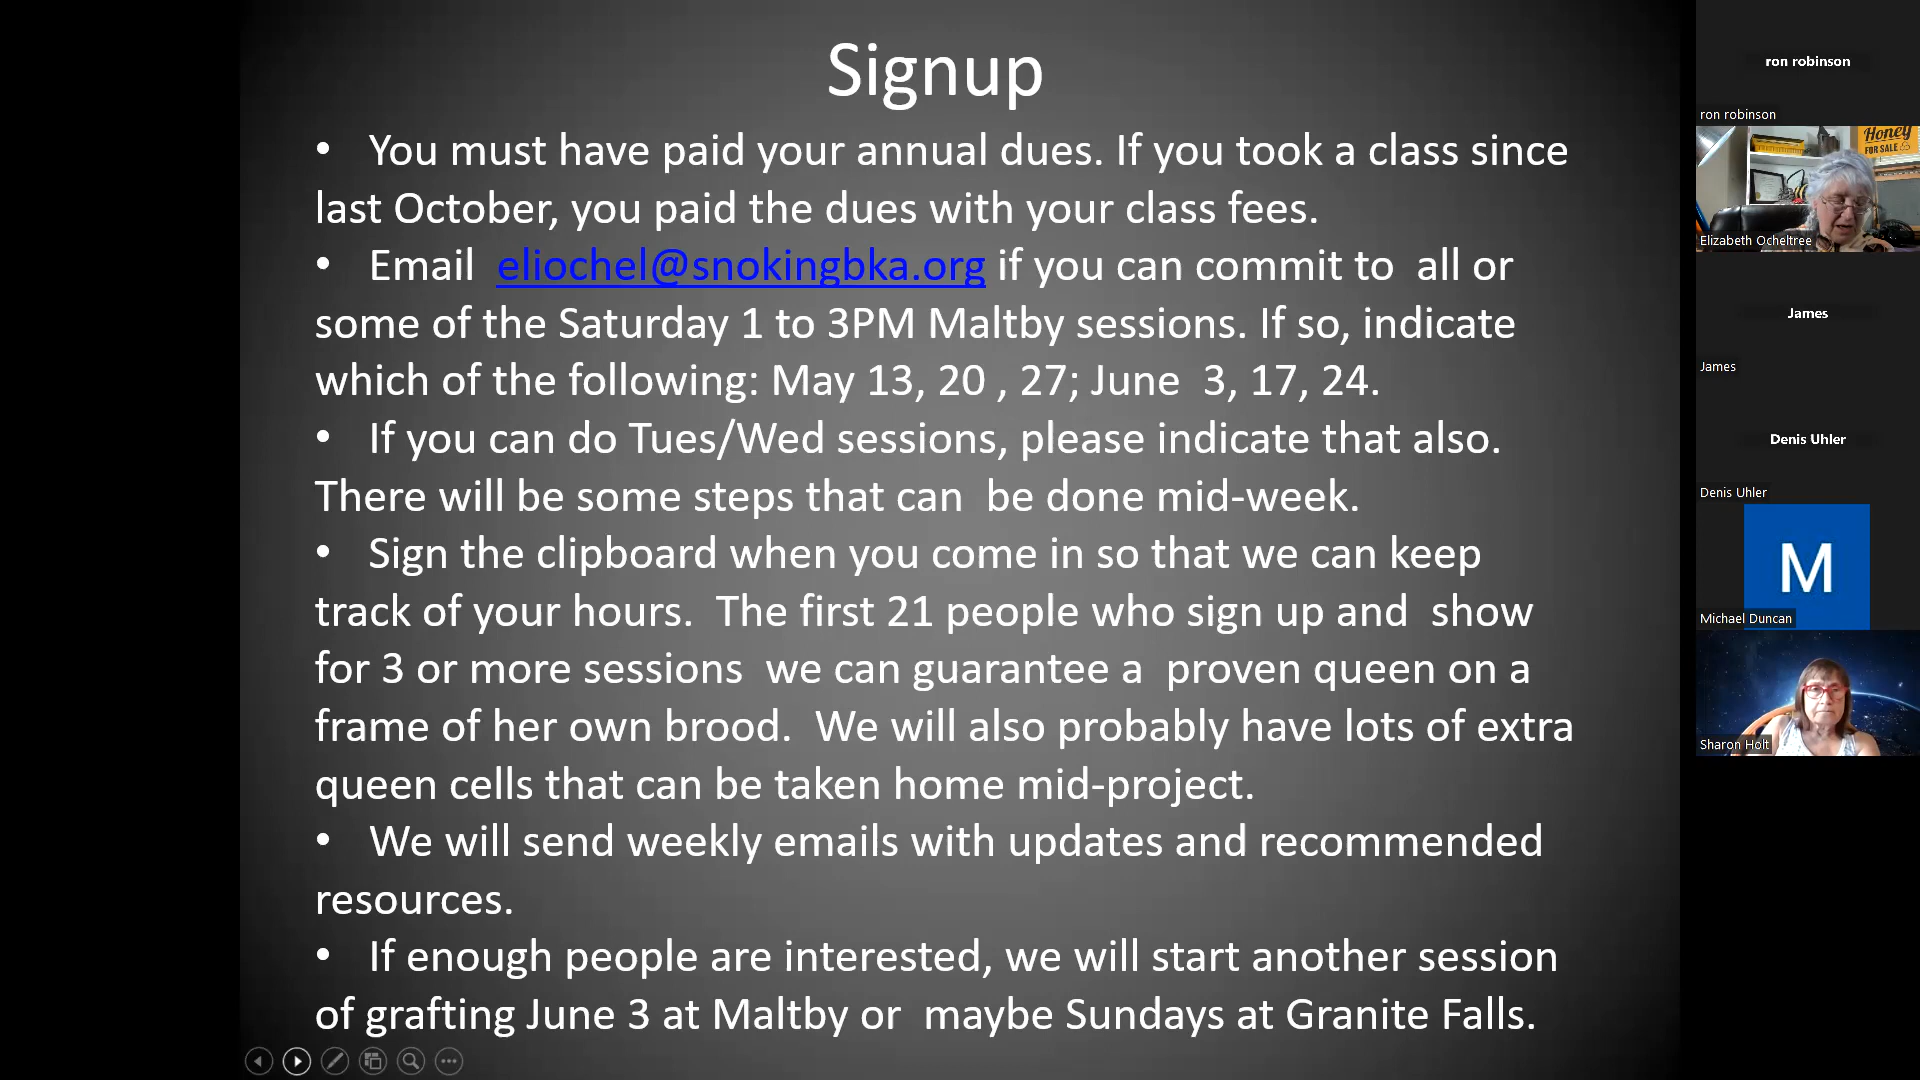 Signup
• You must have paid your annual dues. If you took a class since
last October, you paid the dues with your class fees.
• Email eliochel@snokingbka.org if you can commit to all or
some of the Saturday 1 to 3PM Maltby sessions. If so, indicate
which of the following: May 13, 20 , 27; June 3, 17, 24.
• If you can do Tues/Wed sessions, please indicate that also.
There will be some steps that can be done mid-week.
• Sign the clipboard when you come in so that we can keep
track of your hours. The first 21 people who sign up and show
for 3 or more sessions we can guarantee a proven queen on a
frame of her own brood. We will also probably have lots of extra
queen cells that can be taken home mid-project.
• We will send weekly emails with updates and recommended
resources.
• If enough people are interested, we will start another session
of grafting June 3 at Maltby or maybe Sundays at Granite Falls.
ron robinson
ron robinson
Honey
FOR SALE
Elizabeth Ocheltree
James
James
Denis Uhler
Denis Uhler
M
Michael Duncan
Sharon Holt